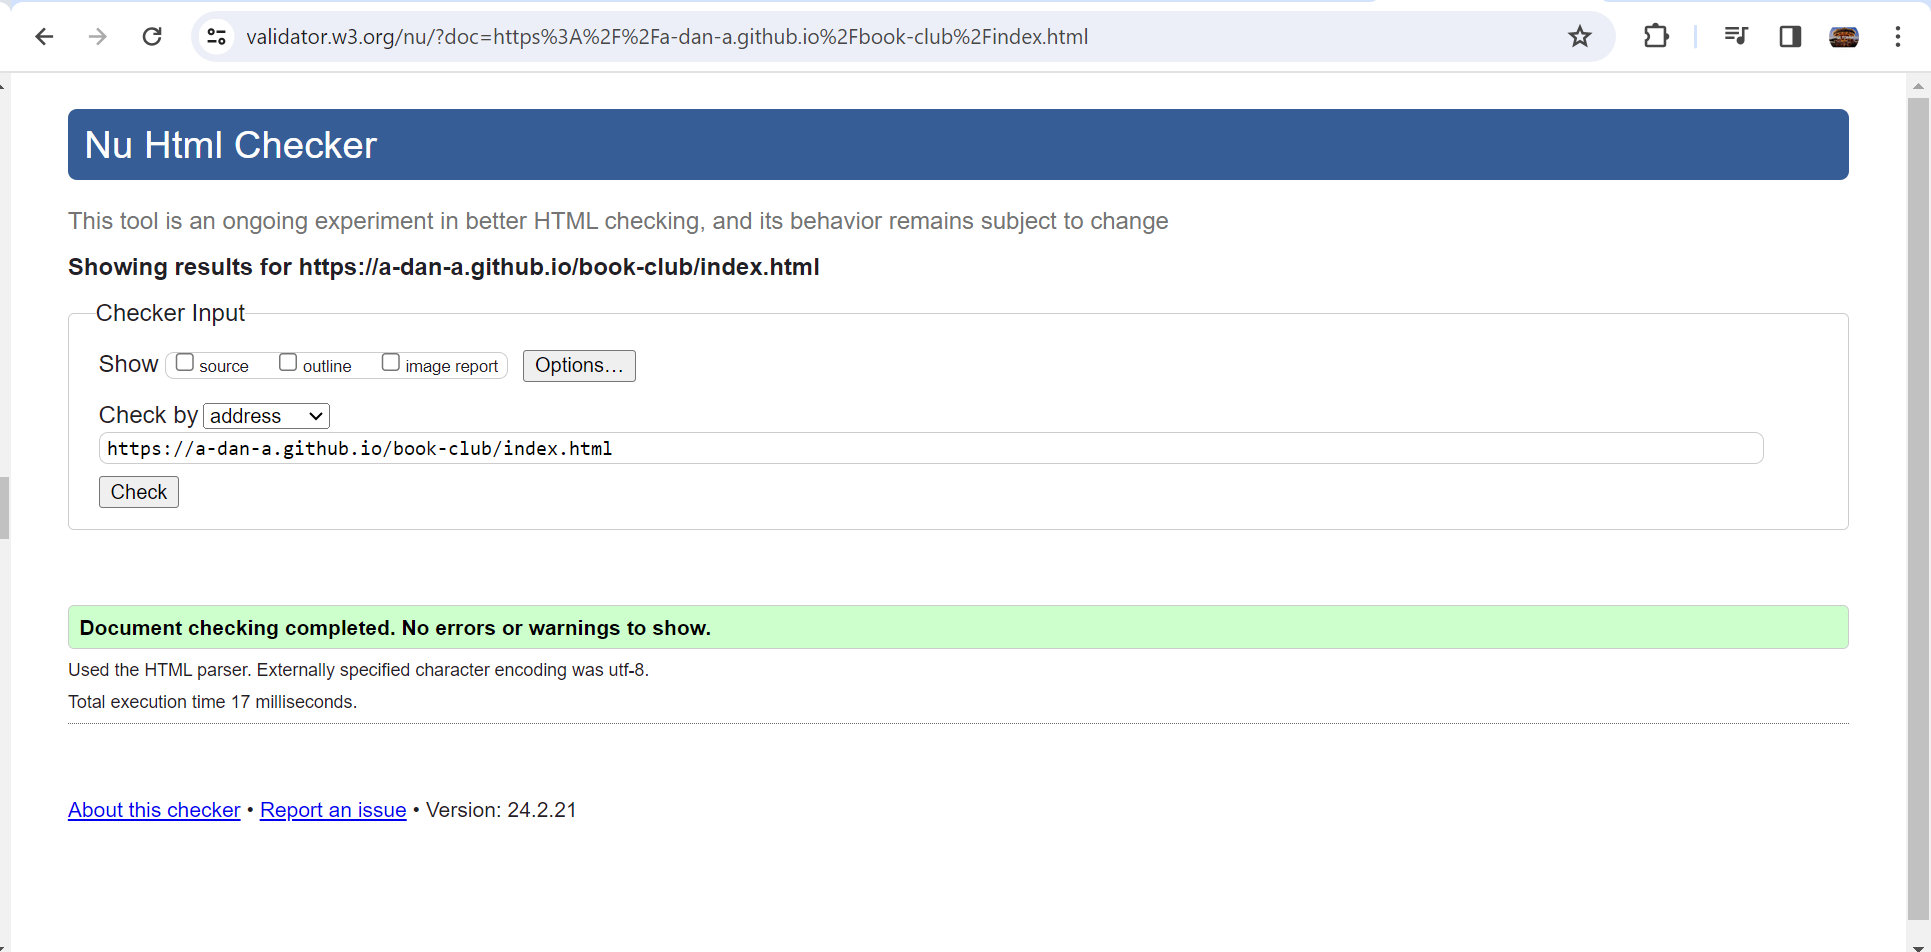 validator.w3.org/nu/?doc=https%3A%2F%2Fa-dan-a.github.io%2Fbook-club%2Findex.html
Nu Html Checker
This tool is an ongoing experiment in better HTML checking, and its behavior remains subject to change
Showing results for https://a-dan-a.github.io/book-club/index.html
Checker Input
Show source outline image report Options...
Check by address
https://a-dan-a.github.io/book-club/index.html
Check
Document checking completed. No errors or warnings to show.
Used the HTML parser. Externally specified character encoding was utf-8.
Total execution time 17 milliseconds.
About this checker • Report an issue • Version: 24.2.21